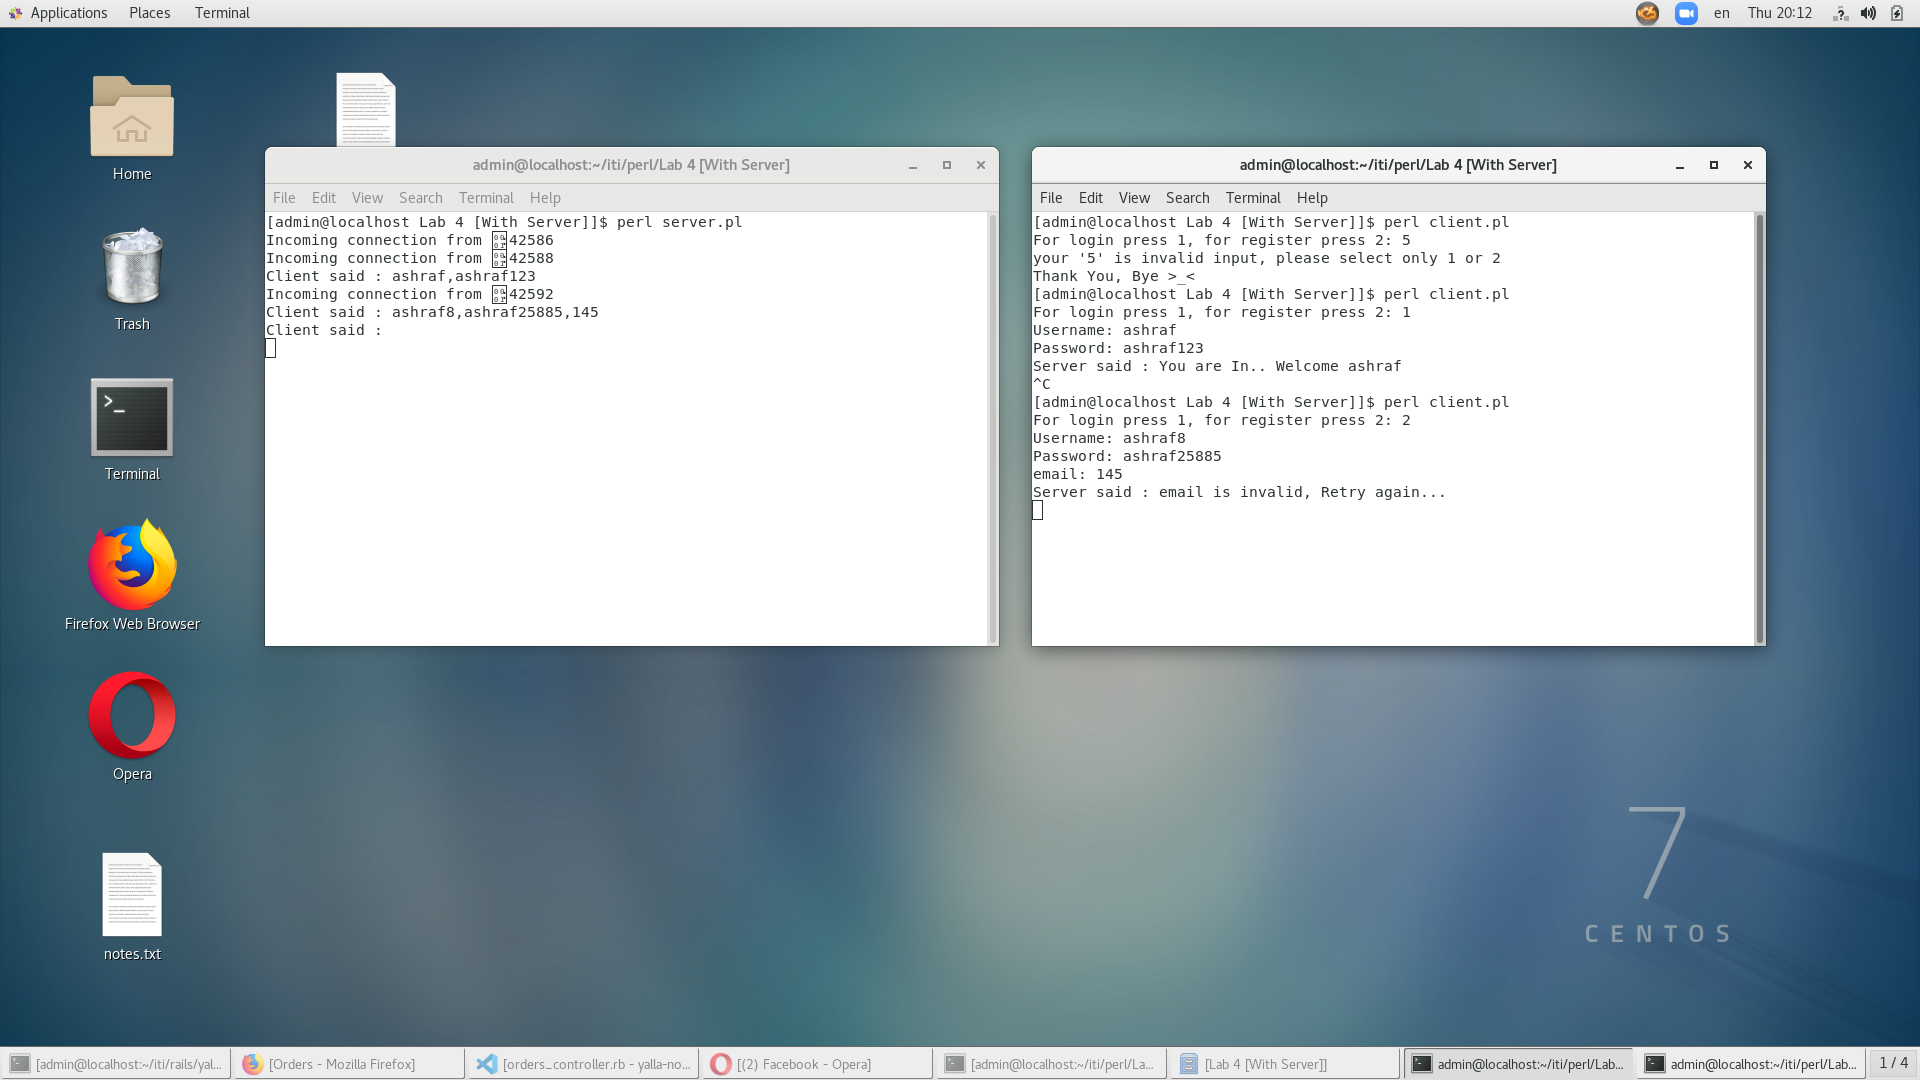 Applications Places Terminal en Thu 20:12
Home
Trash
Terminal
Firefox Web Browser
Opera
notes.txt
admin@localhost:~/iti/perl/Lab 4 [With Server]
File Edit View Search Terminal Help
[admin@localhost Lab 4 [With Server]]$ perl server.pl
Incoming connection from 42586
Incoming connection from 42588
Client said : ashraf,ashraf123
Incoming connection from 42592
Client said : ashraf8,ashraf25885,145
Client said :
admin@localhost:~/iti/perl/Lab 4 [With Server]
File Edit View Search Terminal Help
[admin@localhost Lab 4 [With Server]]$ perl client.pl
For login press 1, for register press 2: 5
your '5' is invalid input, please select only 1 or 2
Thank You, Bye >_<
[admin@localhost Lab 4 [With Server]]$ perl client.pl
For login press 1, for register press 2: 1
Username: ashraf
Password: ashraf123
Server said : You are In.. Welcome ashraf
^C
[admin@localhost Lab 4 [With Server]]$ perl client.pl
For login press 1, for register press 2: 2
Username: ashraf8
Password: ashraf25885
email: 145
Server said : email is invalid, Retry again...
7
CENTOS
[admin@localhost:~/iti/rails/yal... [Orders - Mozilla Firefox] [orders_controller.rb - yalla-no... [(2) Facebook - Opera] [admin@localhost:~/iti/perl/La... [Lab 4 [With Server]] admin@localhost:~/iti/perl/Lab... admin@localhost:~/iti/perl/Lab... 1 / 4